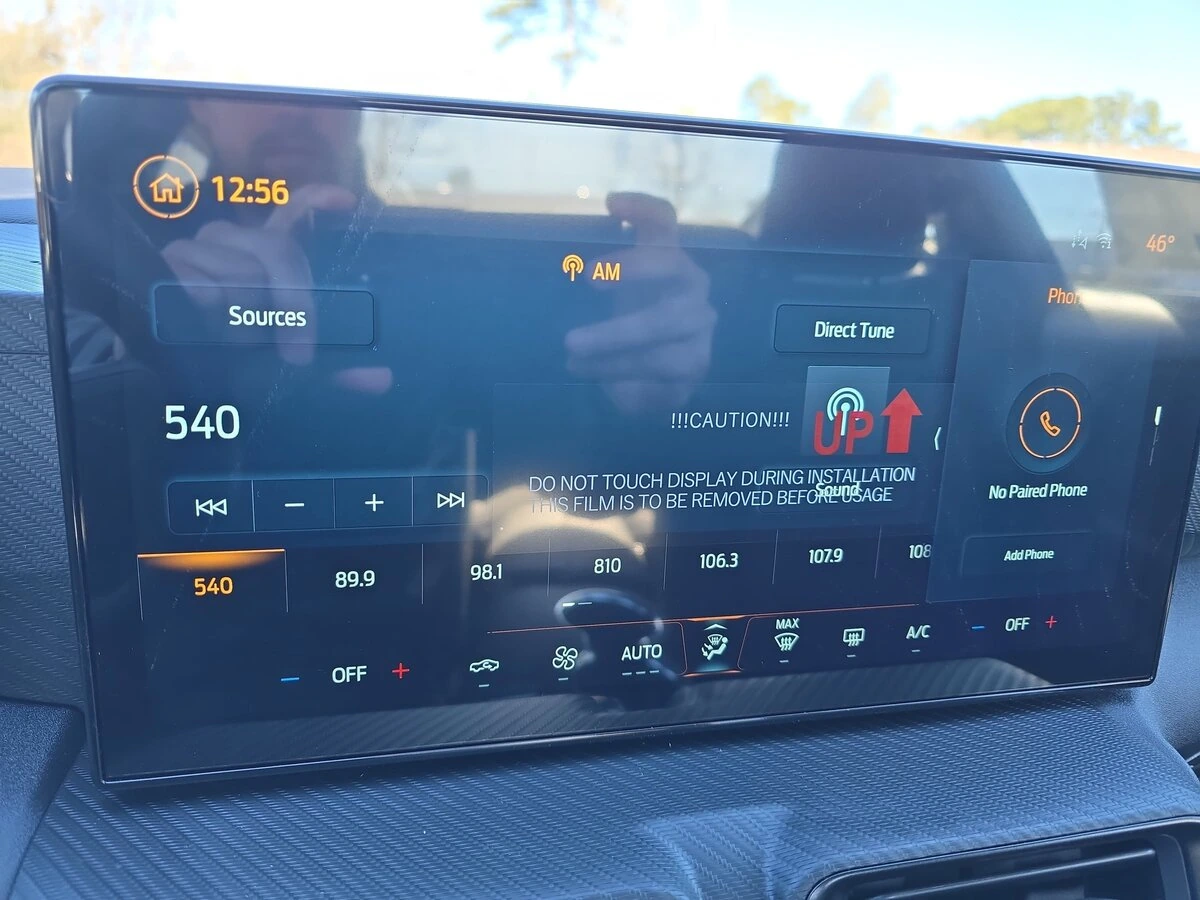 12:56
46°
AM
Phon
Sources
Direct Tune
540
!!!CAUTION!!!
UP
DO NOT TOUCH DISPLAY DURING INSTALLATION
THIS FILM IS TO BE REMOVED BEFORE USAGE
Sound
No Paired Phone
Add Phone
540
89.9
98.1
810
106.3
107.9
108
OFF
AUTO
MAX
A/C
OFF